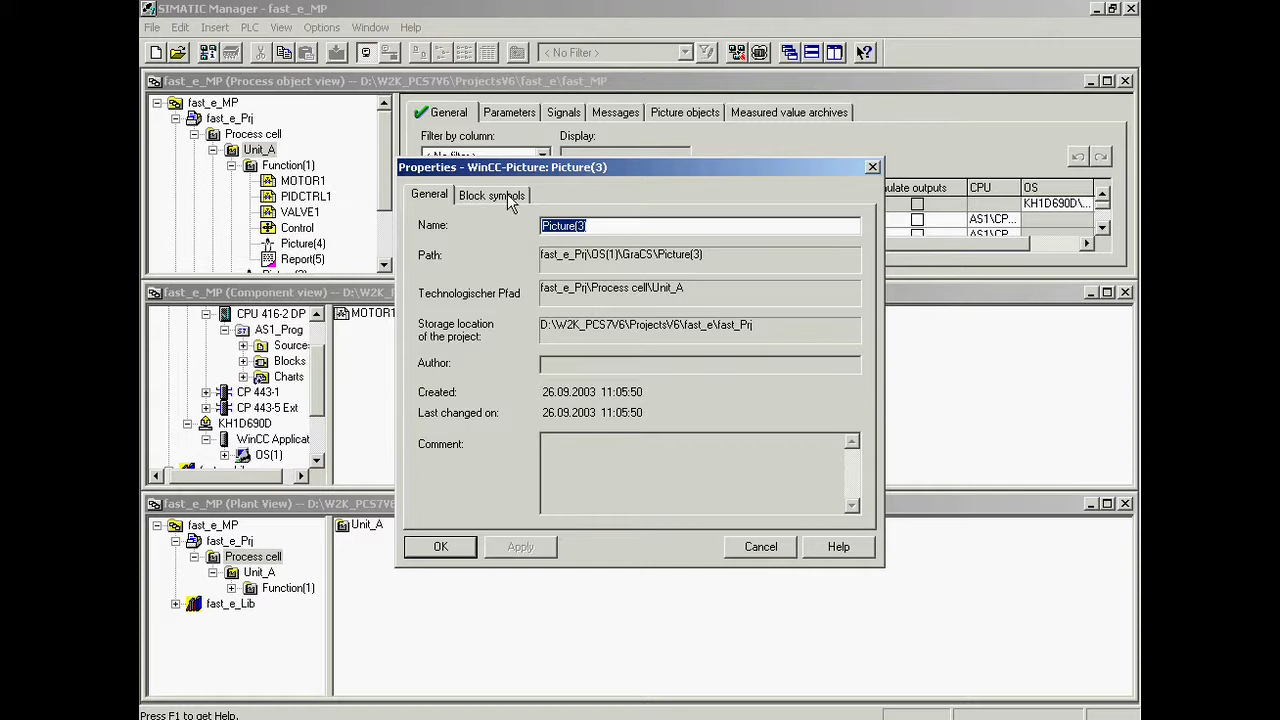 SIMATIC Manager - fast_e_MP
File Edit Insert PLC View Options Window Help
< No Filter >
fast_e_MP (Process object view) -- D:\W2K_PCS7V6\ProjectsV6\fast_e\fast_MP
fast_e_MP
fast_e_Prj
Process cell
Unit_A
Function(1)
MOTOR1
PIDCTRL1
VALVE1
Control
Picture(4)
Report(5)
General Parameters Signals Messages Picture objects Measured value archives
Filter by column: Display:
ulate outputs CPU OS
KH1D690D\...
AS1\CP...
AS1\CP...
fast_e_MP (Component view) -- D:\W
CPU 416-2 DP
AS1_Prog
Source
Blocks
Charts
CP 443-1
CP 443-5 Ext
KH1D690D
WinCC Applicat
OS(1)
MOTOR1
fast_e_MP (Plant View) -- D:\W2K_PCS7V6
fast_e_MP
fast_e_Prj
Process cell
Unit_A
Function(1)
fast_e_Lib
Unit_A
Properties - WinCC-Picture: Picture(3)
General Block symbols
Name: Picture(3)
Path: fast_e_Prj\OS(1)\GraCS\Picture(3)
Technologischer Pfad fast_e_Prj\Process cell\Unit_A
Storage location
of the project: D:\W2K_PCS7V6\ProjectsV6\fast_e\fast_Prj
Author:
Created: 26.09.2003 11:05:50
Last changed on: 26.09.2003 11:05:50
Comment:
OK Apply Cancel Help
Press F1 to get Help.